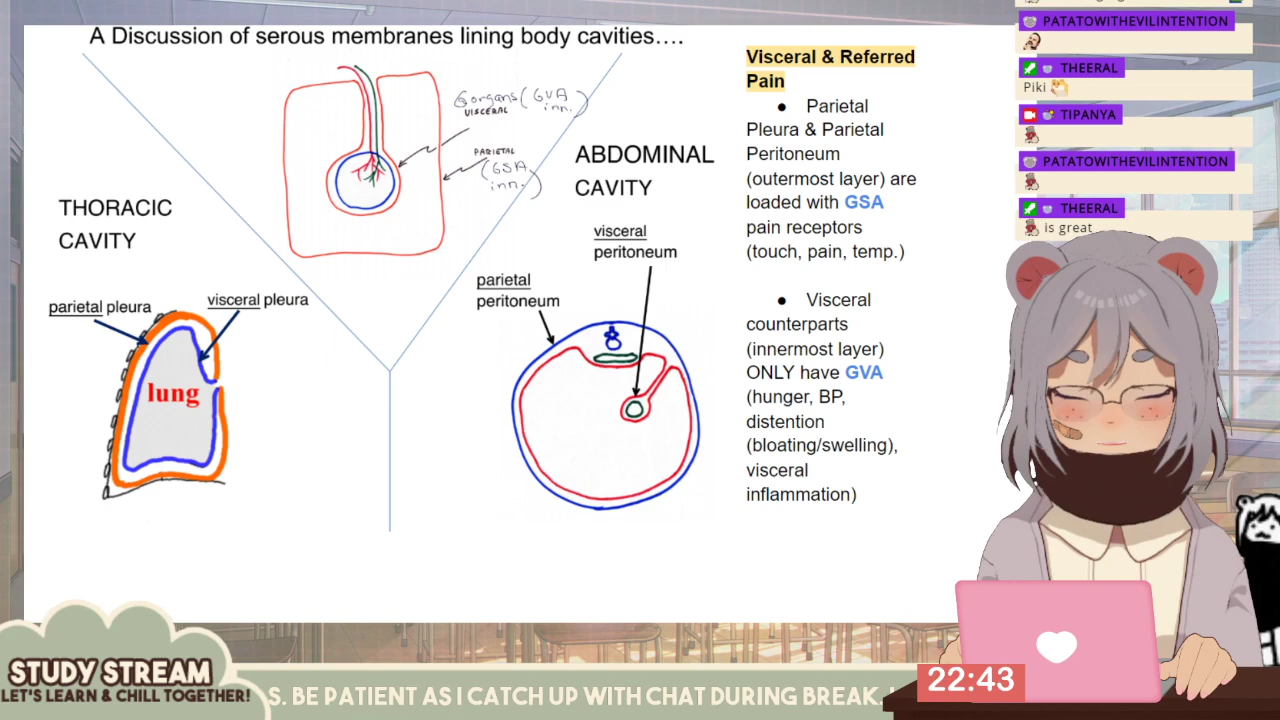 A Discussion of serous membranes lining body cavities….
organs (GVA
VISCERAL
inn.)
PARIETAL
(GSA
inn.)
THORACIC
CAVITY
parietal pleura
visceral pleura
lung
ABDOMINAL
CAVITY
visceral
peritoneum
parietal
peritoneum
Visceral & Referred
Pain
● Parietal
Pleura & Parietal
Peritoneum
(outermost layer) are
loaded with GSA
pain receptors
(touch, pain, temp.)
● Visceral
counterparts
(innermost layer)
ONLY have GVA
(hunger, BP,
distention
(bloating/swelling),
visceral
inflammation)
PATATOWITHEVILINTENTION
THEERAL
Piki
TIPANYA
PATATOWITHEVILINTENTION
THEERAL
is great
STUDY STREAM
LET'S LEARN & CHILL TOGETHER!
S. BE PATIENT AS I CATCH UP WITH CHAT DURING BREAK.
22:43